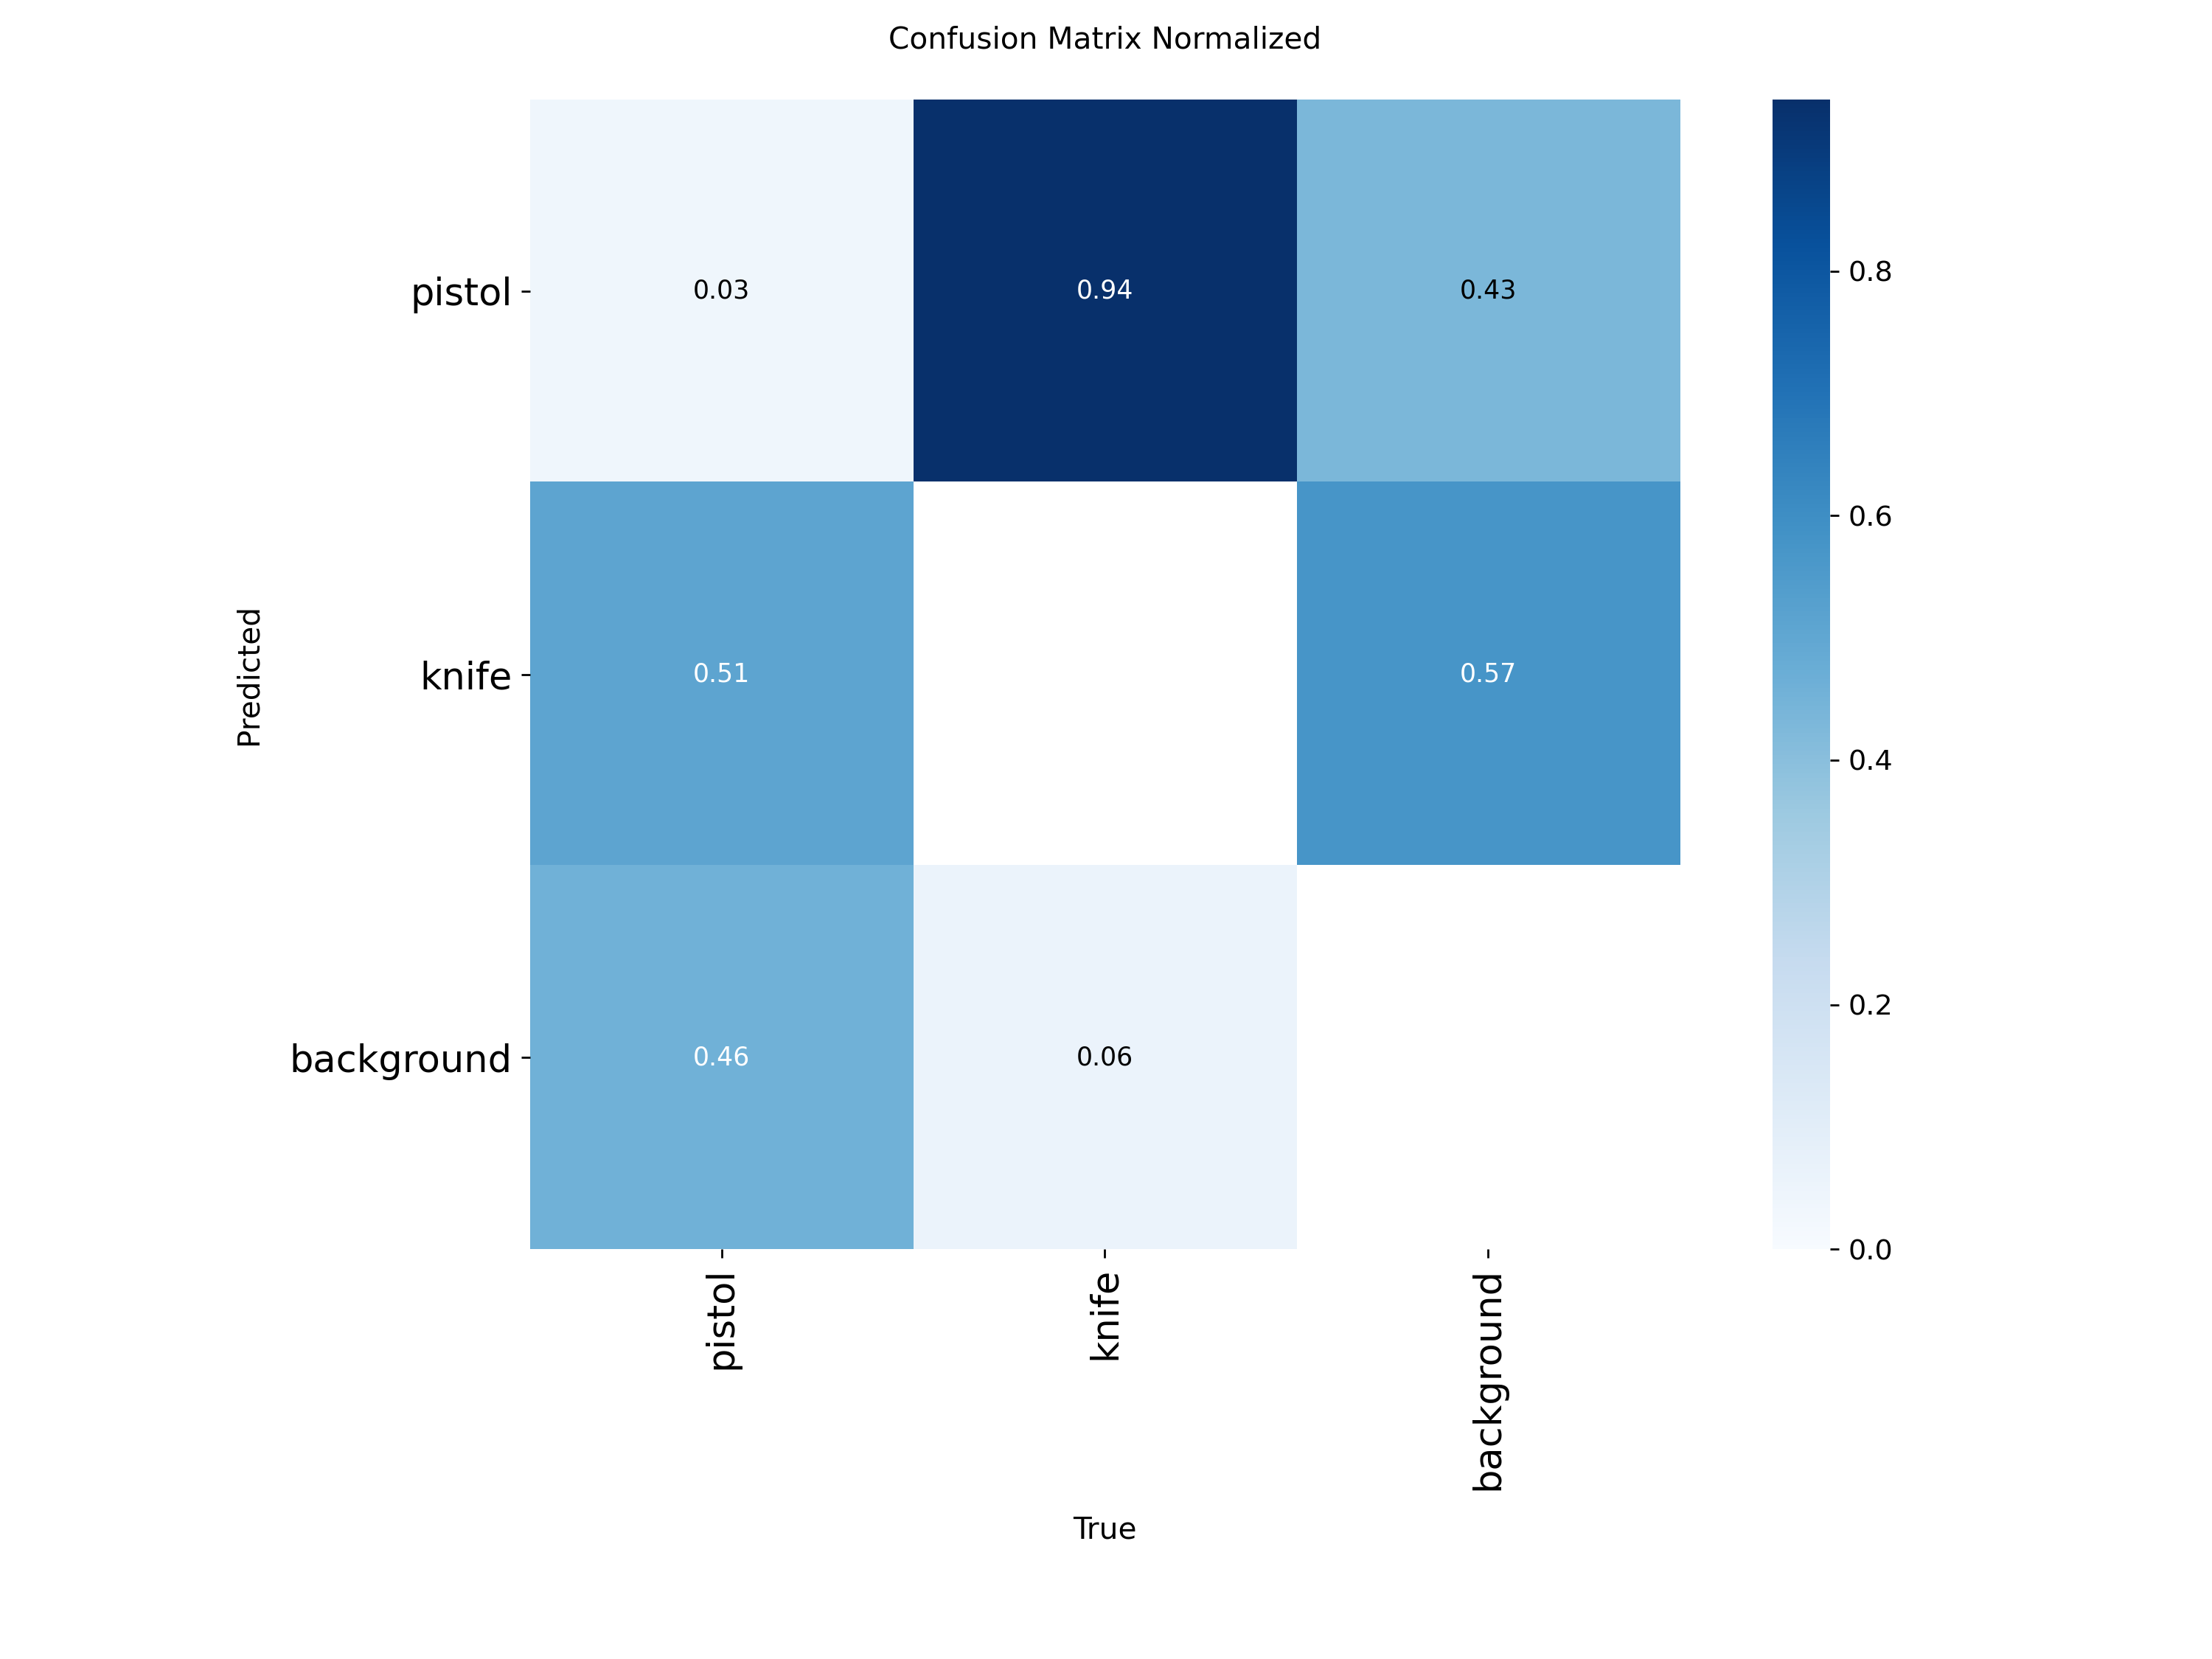 Confusion Matrix Normalized
pistol
0.03
0.94
0.43
0.8
0.6
Predicted
knife
0.51
0.57
0.4
background
0.46
0.06
0.2
0.0
pistol
knife
background
True